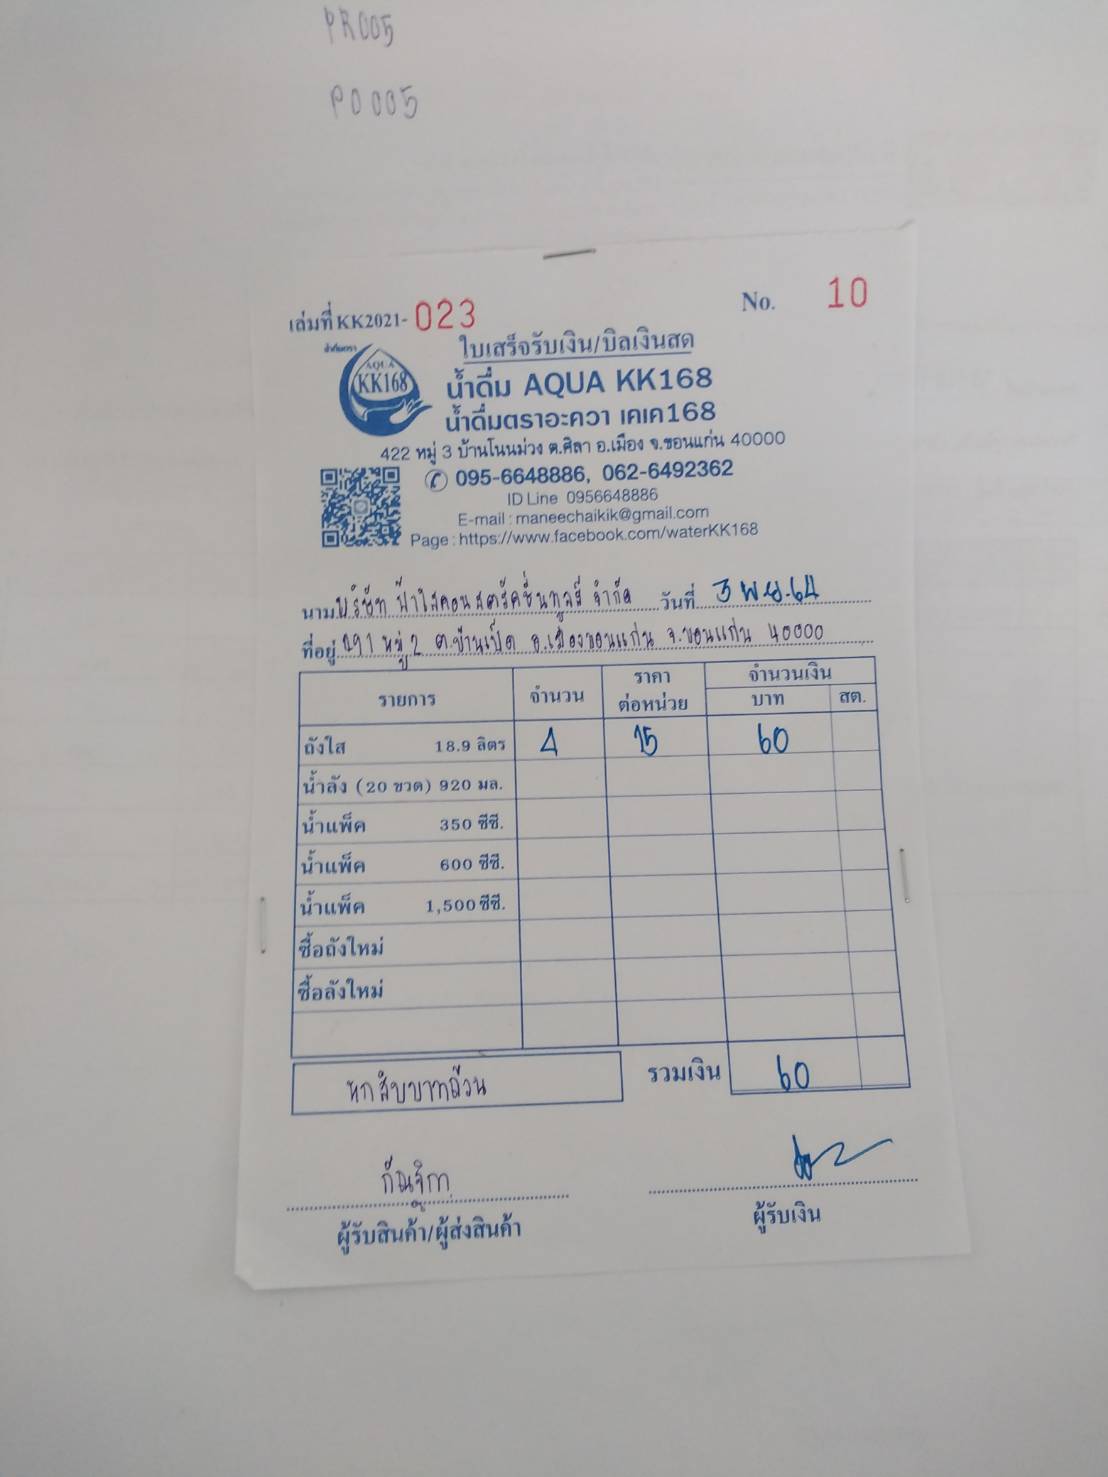 PR005
PO 005
เล่มที่ KK2021- 023
No. 10
ใบเสร็จรับเงิน/บิลเงินสด
น้ำดื่มตรา
AQUA
KK168
น้ำดื่ม AQUA KK168
น้ำดื่มตราอะควา เคเค168
422 หมู่ 3 บ้านโนนม่วง ต.ศิลา อ.เมือง จ.ขอนแก่น 40000
095-6648886, 062-6492362
ID Line 0956648886
E-mail : maneechaikik@gmail.com
Page : https://www.facebook.com/waterKK168
นาม บริษัท ฟ้าใสคอนสตรัคชั่นทูลส์ จำกัด วันที่ 3 พ.ย. 64
ที่อยู่ 291 หมู่ 2 ต.บ้านเป็ด อ.เมืองขอนแก่น จ.ขอนแก่น 40000
รายการ จำนวน ราคาต่อหน่วย จำนวนเงิน
บาท สต.
ถังใส 18.9 ลิตร 4 15 60
น้ำลัง (20 ขวด) 920 มล.
น้ำแพ็ค 350 ซีซี.
น้ำแพ็ค 600 ซีซี.
น้ำแพ็ค 1,500 ซีซี.
ซื้อถังใหม่
ซื้อลังใหม่
หกสิบบาทถ้วน รวมเงิน 60
กัณฐิกา
ผู้รับสินค้า/ผู้ส่งสินค้า
ผู้รับเงิน